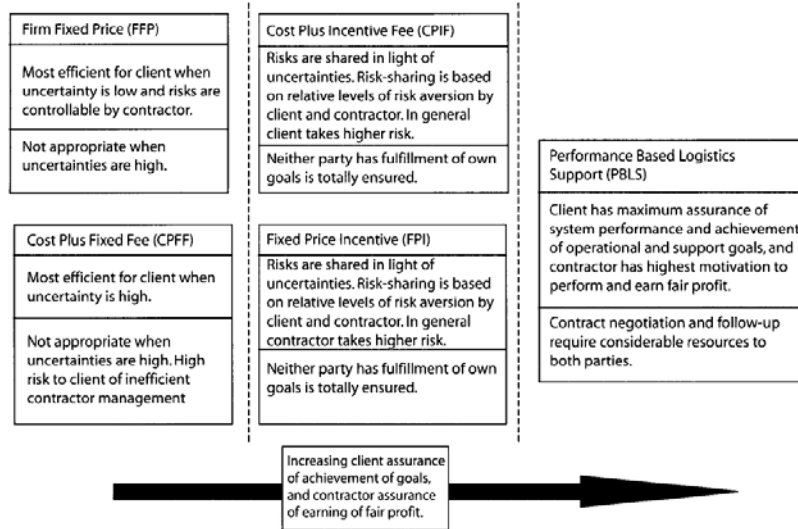 Firm Fixed Price (FFP)
Most efficient for client when
uncertainty is low and risks are
controllable by contractor.
Not appropriate when
uncertainties are high.
Cost Plus Fixed Fee (CPFF)
Most efficient for client when
uncertainty is high.
Not appropriate when
uncertainties are high. High
risk to client of inefficient
contractor management
Cost Plus Incentive Fee (CPIF)
Risks are shared in light of
uncertainties. Risk-sharing is based
on relative levels of risk aversion by
client and contractor. In general
client takes higher risk.
Neither party has fulfillment of own
goals is totally ensured.
Fixed Price Incentive (FPI)
Risks are shared in light of
uncertainties. Risk-sharing is based
on relative levels of risk aversion by
client and contractor. In general
contractor takes higher risk.
Neither party has fulfillment of own
goals is totally ensured.
Performance Based Logistics
Support (PBLS)
Client has maximum assurance of
system performance and achievement
of operational and support goals, and
contractor has highest motivation to
perform and earn fair profit.
Contract negotiation and follow-up
require considerable resources to
both parties.
Increasing client assurance
of achievement of goals,
and contractor assurance
of earning of fair profit.